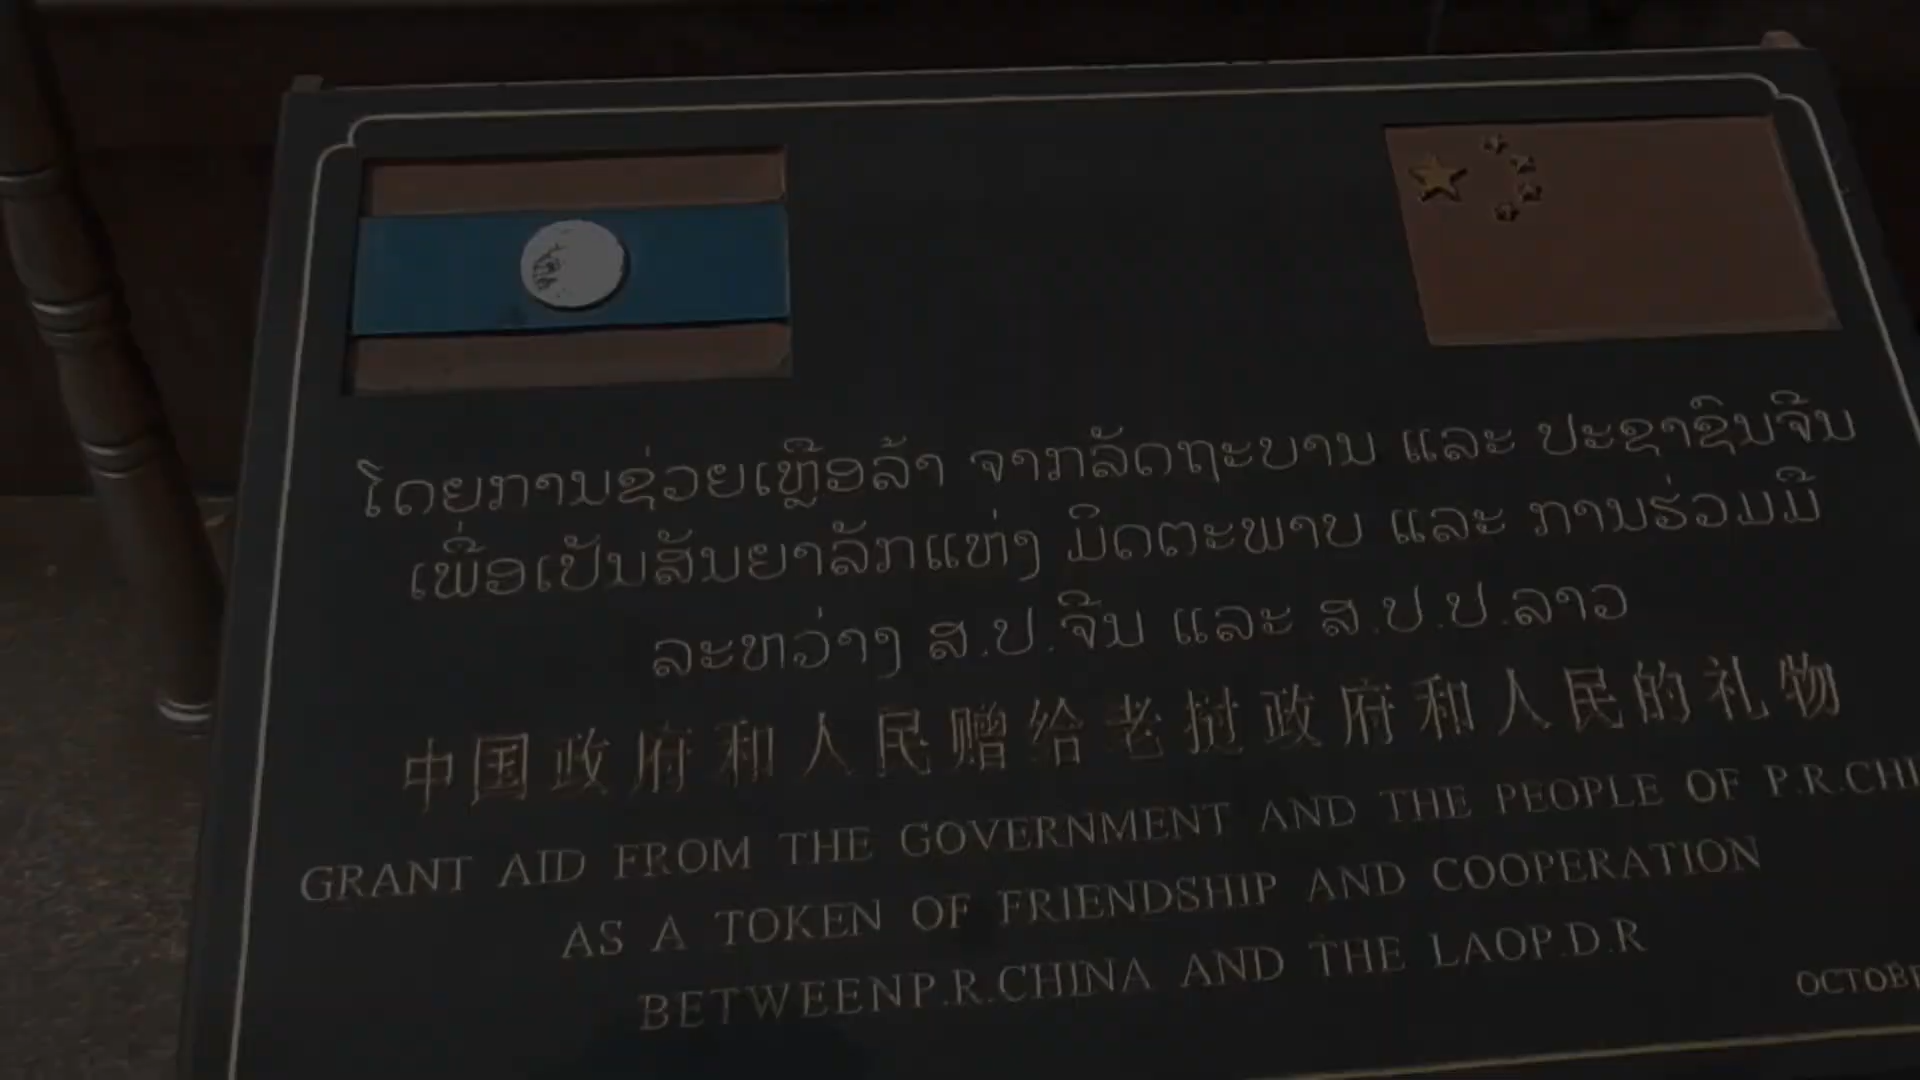 ໂດຍການຊ່ວຍເຫຼືອລ້າ ຈາກລັດຖະບານ ແລະ ປະຊາຊົນຈີນ
ເພື່ອເປັນສັນຍາລັກແຫ່ງ ມິດຕະພາບ ແລະ ການຮ່ວມມື
ລະຫວ່າງ ສ.ປ.ຈີນ ແລະ ສ.ປ.ປ.ລາວ
中国政府和人民赠给老挝政府和人民的礼物
GRANT AID FROM THE GOVERNMENT AND THE PEOPLE OF
AS A TOKEN OF FRIENDSHIP AND COOPERATION
BETWEENP.R.CHINA AND THE LAOP.D.R